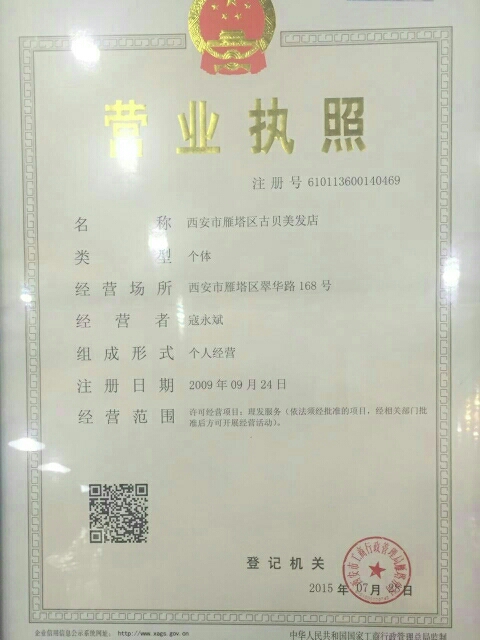 营业执照
注册号 610113600140469
名称 西安市雁塔区古贝美发店
类型 个体
经营场所 西安市雁塔区翠华路168号
经营者 寇永斌
组成形式 个人经营
注册日期 2009年09月24日
经营范围 许可经营项目：理发服务（依法须经批准的项目，经相关部门批
准后方可开展经营活动）。
登记机关
2015年07月 日
企业信用信息公示系统网址：www.xags.gov.cn
中华人民共和国国家工商行政管理总局监制